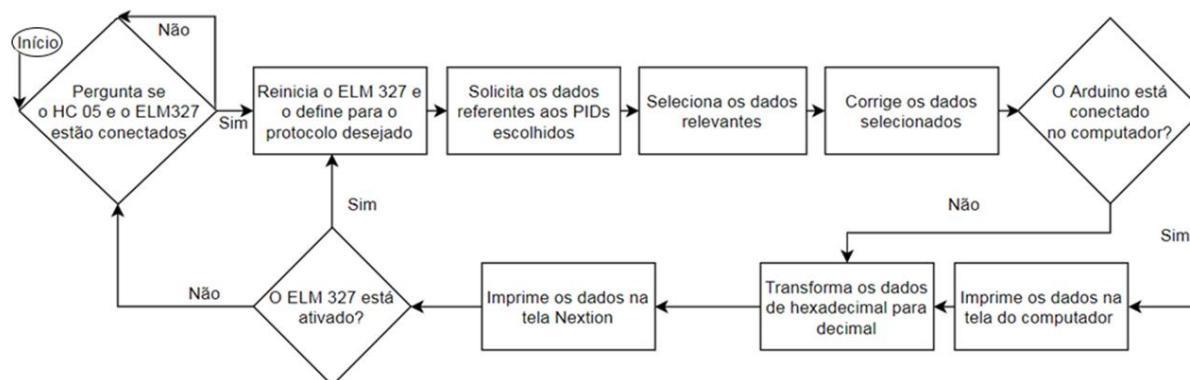 Início
Não
Pergunta se
o HC 05 e o ELM327
estão conectados
Sim
Reinicia o ELM 327 e
o define para o
protocolo desejado
Solicita os dados
referentes aos PIDs
escolhidos
Seleciona os dados
relevantes
Corrige os dados
selecionados
O Arduino está
conectado
no computador?
Não
Sim
Sim
Não
O ELM 327 está
ativado?
Imprime os dados na
tela Nextion
Transforma os dados
de hexadecimal para
decimal
Imprime os dados na
tela do computador